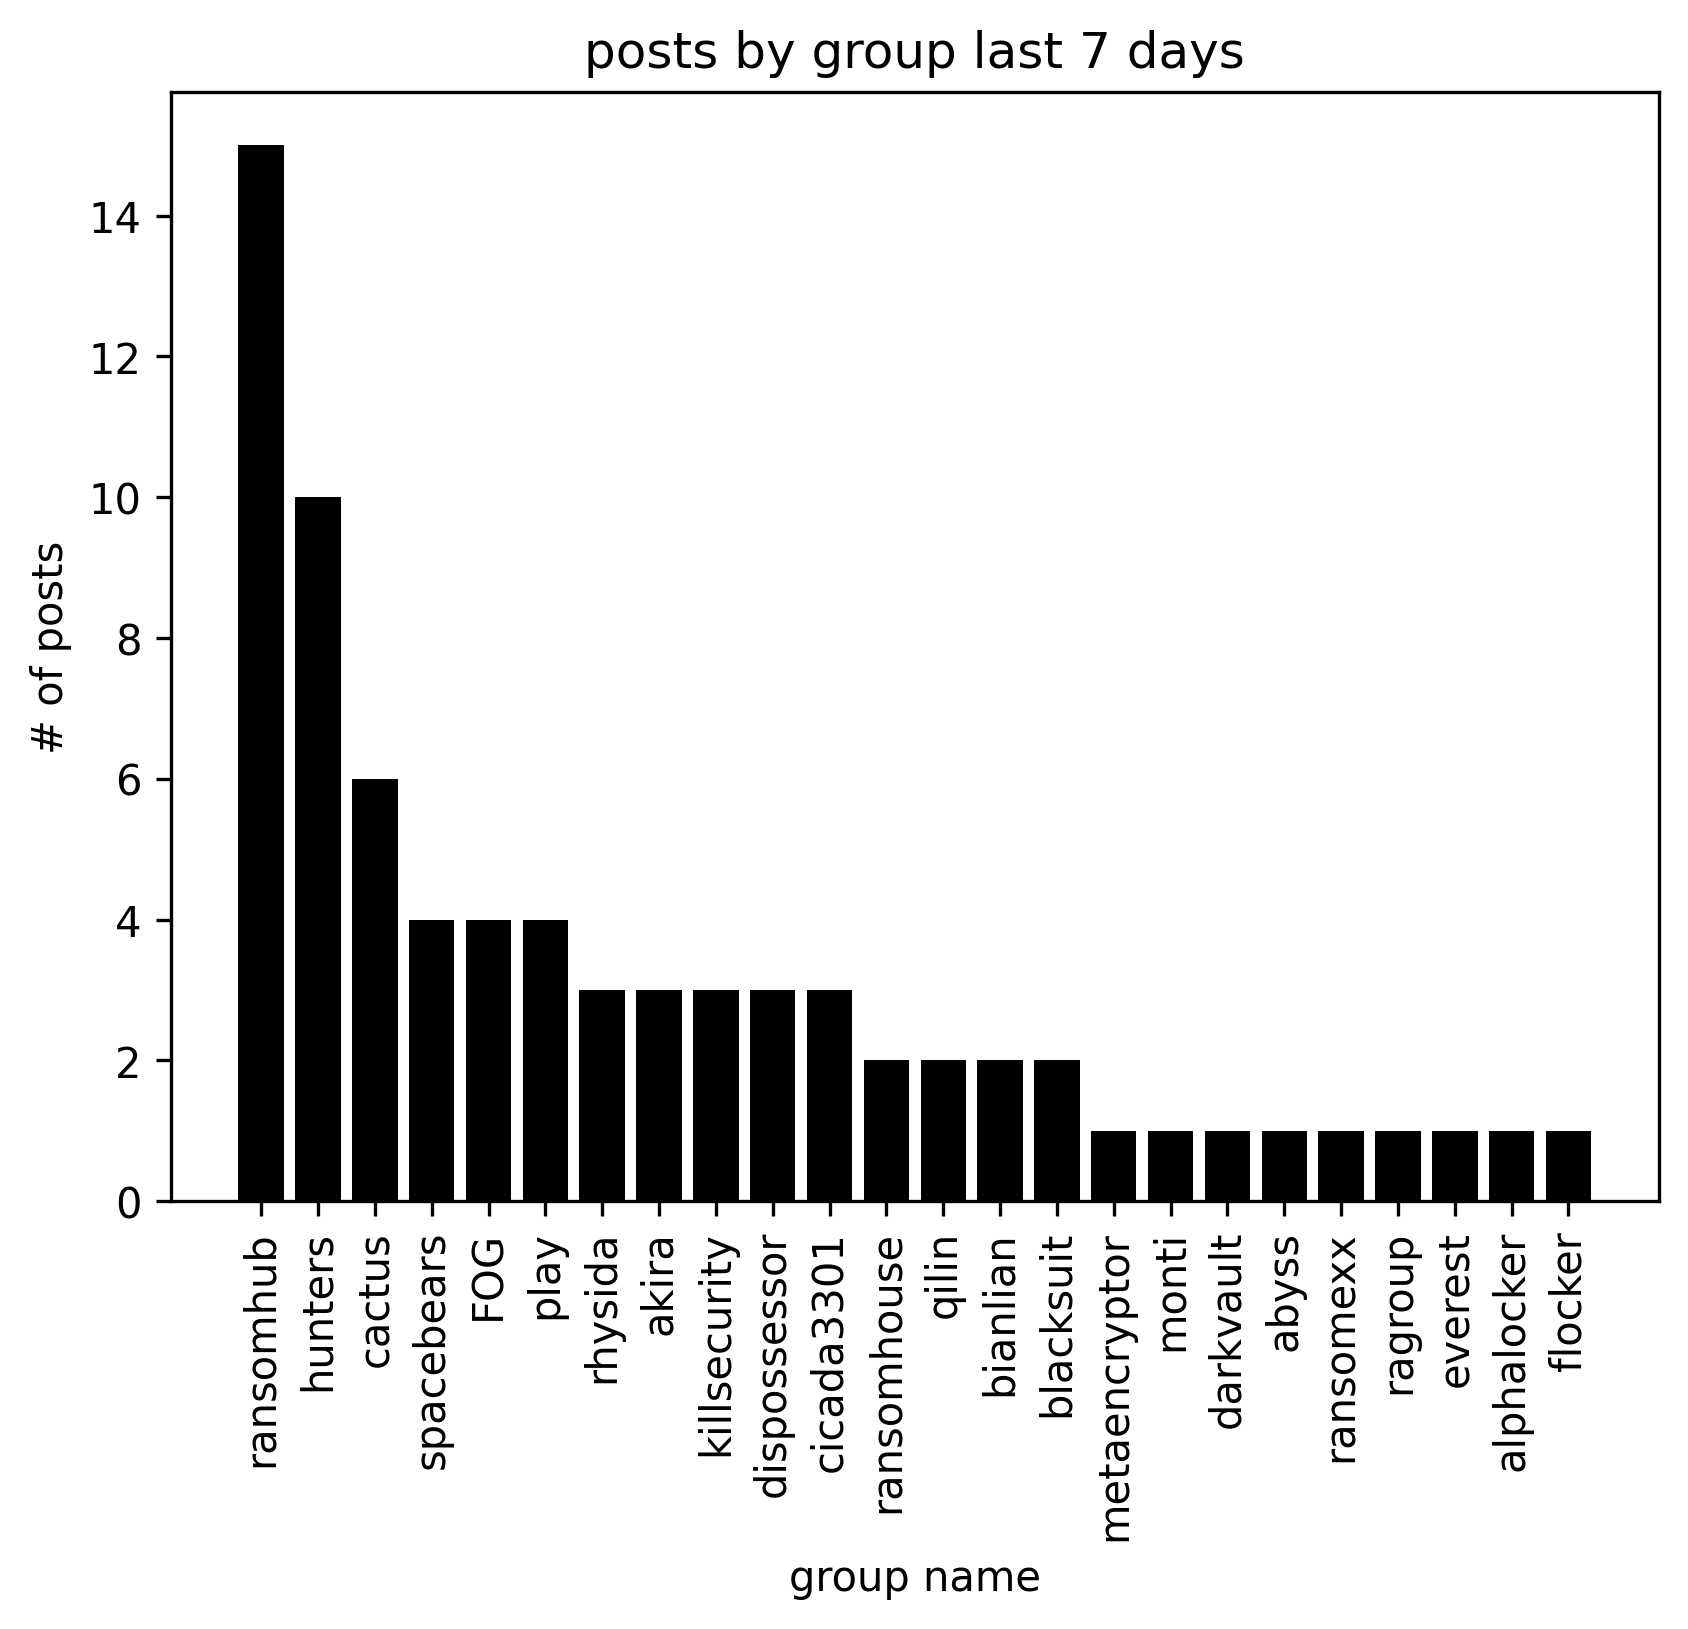 posts by group last 7 days
# of posts
14
12
10
8
6
4
2
0
ransomhub
hunters
cactus
spacebears
FOG
play
rhysida
akira
killsecurity
dispossessor
cicada3301
ransomhouse
qilin
bianlian
blacksuit
metaencryptor
monti
darkvault
abyss
ransomexx
ragroup
everest
alphalocker
flocker
group name